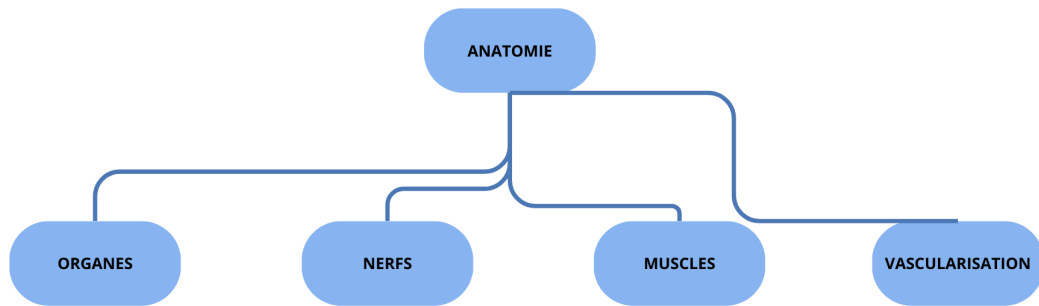 ANATOMIE
ORGANES
NERFS
MUSCLES
VASCULARISATION